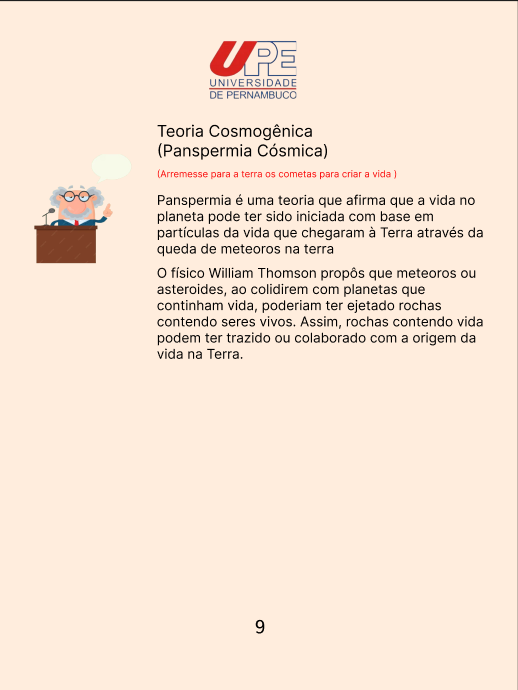 UPE
UNIVERSIDADE
DE PERNAMBUCO
Teoria Cosmogênica
(Panspermia Cósmica)
(Arremesse para a terra os cometas para criar a vida )
Panspermia é uma teoria que afirma que a vida no
planeta pode ter sido iniciada com base em
partículas da vida que chegaram à Terra através da
queda de meteoros na terra
O físico William Thomson propôs que meteoros ou
asteroides, ao colidirem com planetas que
continham vida, poderiam ter ejetado rochas
contendo seres vivos. Assim, rochas contendo vida
podem ter trazido ou colaborado com a origem da
vida na Terra.
9